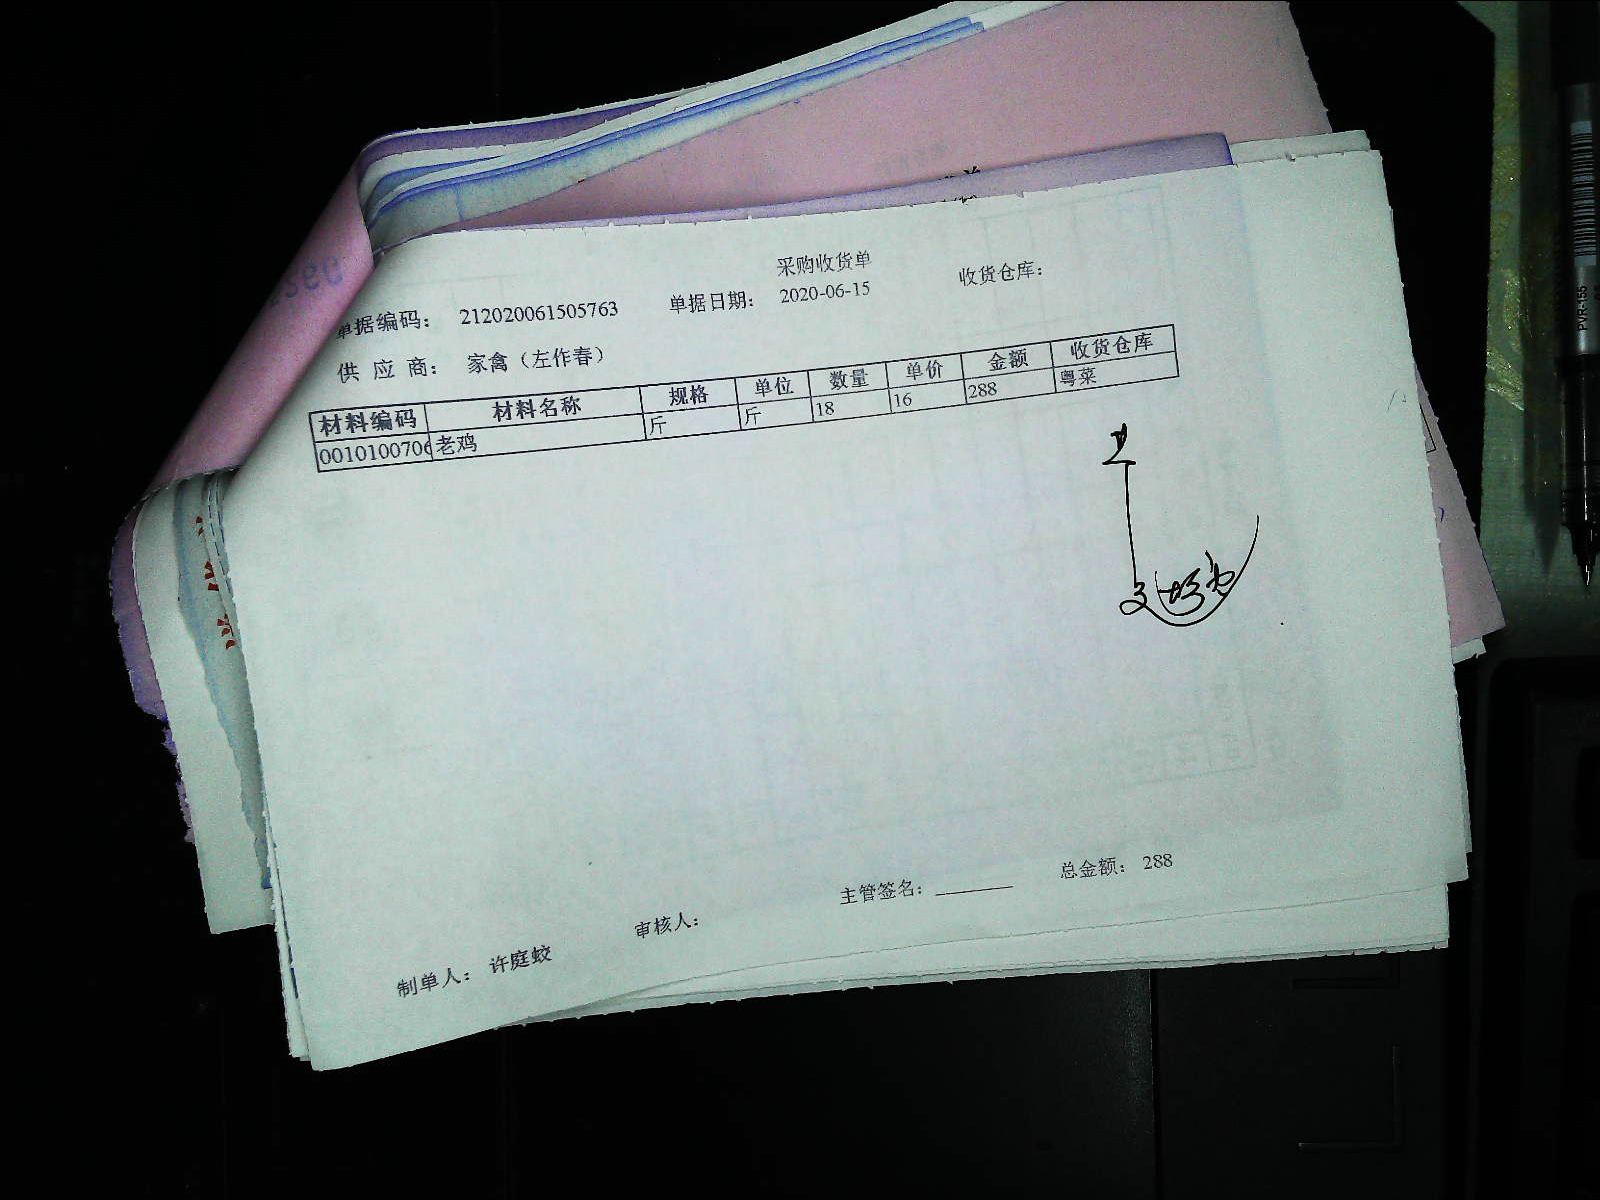 采购收货单
单据编码: 212020061505763 单据日期: 2020-06-15 收货仓库:
供 应 商: 家禽（左作春）
材料编码 材料名称 规格 单位 数量 单价 金额 收货仓库
0010100706 老鸡 斤 斤 18 16 288 粤菜
主管签名: 总金额: 288
制单人: 许庭蛟 审核人:
PVR-155